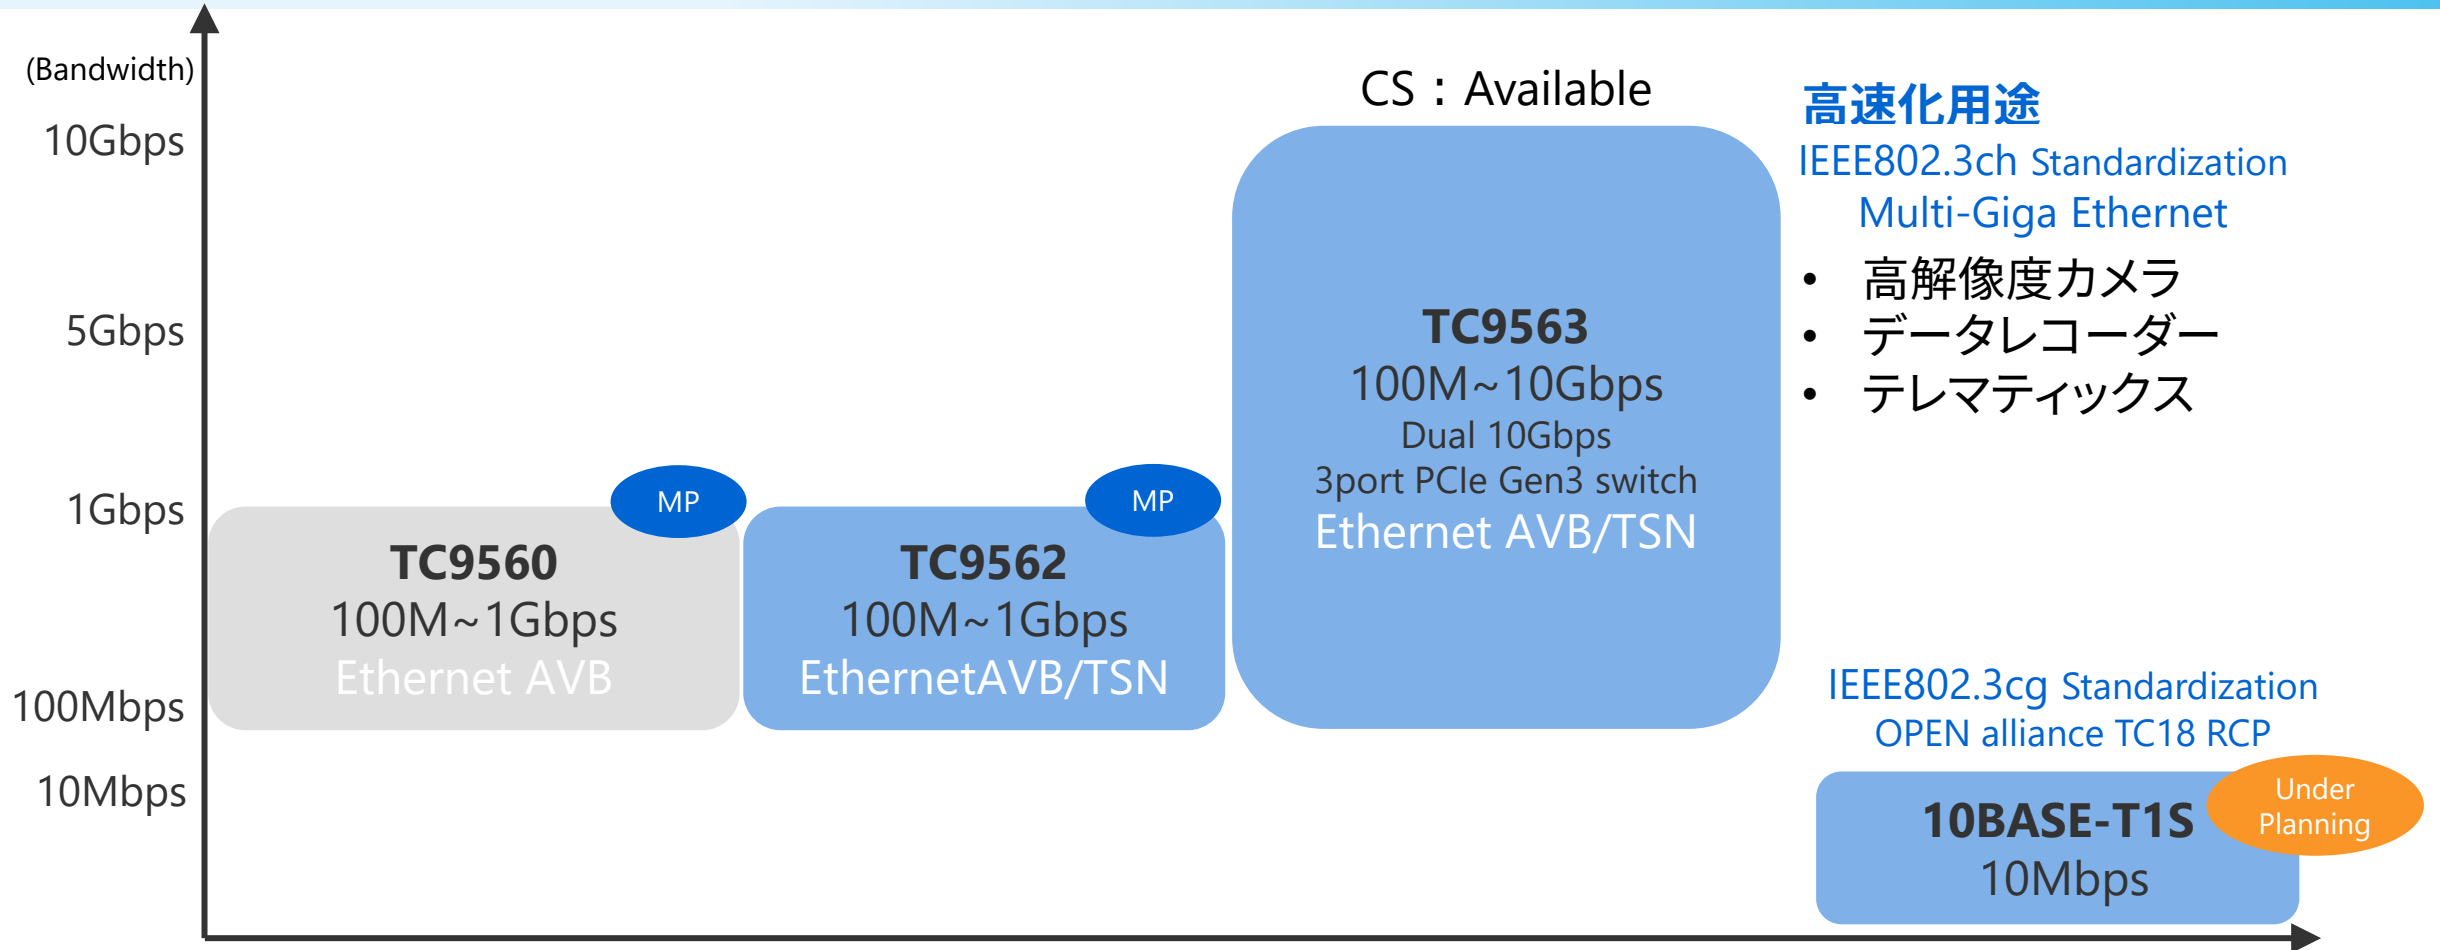 (Bandwidth)
10Gbps
5Gbps
1Gbps
100Mbps
10Mbps
MP
TC9560
100M~1Gbps
Ethernet AVB
MP
TC9562
100M~1Gbps
EthernetAVB/TSN
CS：Available
TC9563
100M~10Gbps
Dual 10Gbps
3port PCIe Gen3 switch
Ethernet AVB/TSN
高速化用途
IEEE802.3ch Standardization
Multi-Giga Ethernet
• 高解像度カメラ
• データレコーダー
• テレマティックス
IEEE802.3cg Standardization
OPEN alliance TC18 RCP
Under
Planning
10BASE-T1S
10Mbps